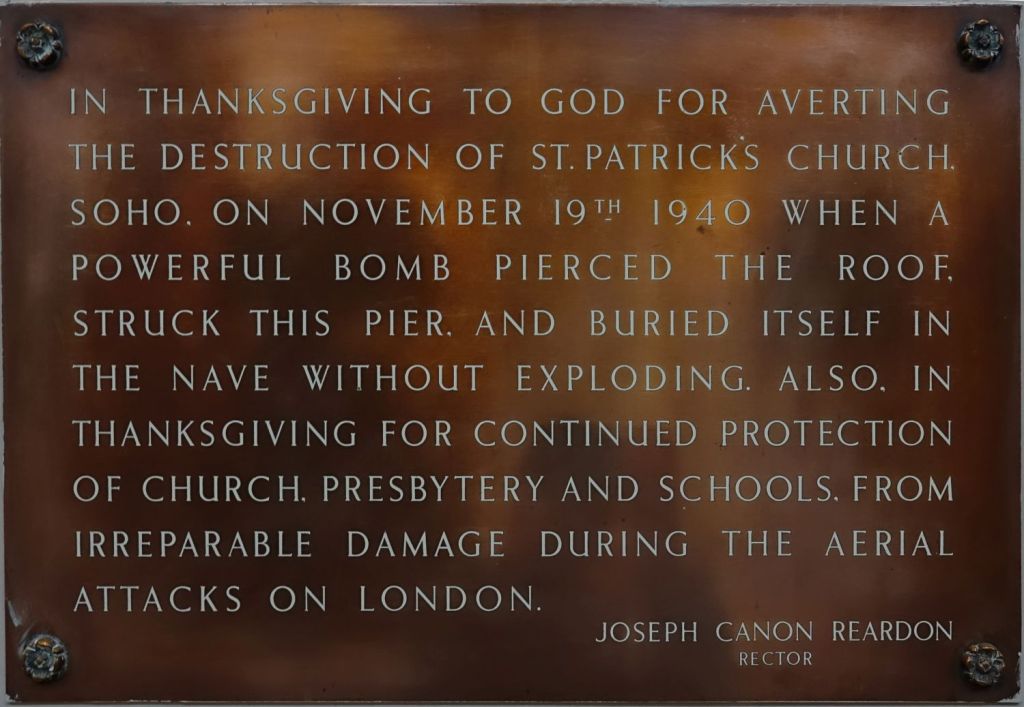 IN THANKSGIVING TO GOD FOR AVERTING
THE DESTRUCTION OF ST. PATRICK'S CHURCH,
SOHO, ON NOVEMBER 19TH 1940 WHEN A
POWERFUL BOMB PIERCED THE ROOF,
STRUCK THIS PIER, AND BURIED ITSELF IN
THE NAVE WITHOUT EXPLODING. ALSO, IN
THANKSGIVING FOR CONTINUED PROTECTION
OF CHURCH, PRESBYTERY AND SCHOOLS, FROM
IRREPARABLE DAMAGE DURING THE AERIAL
ATTACKS ON LONDON.
JOSEPH CANON REARDON
RECTOR